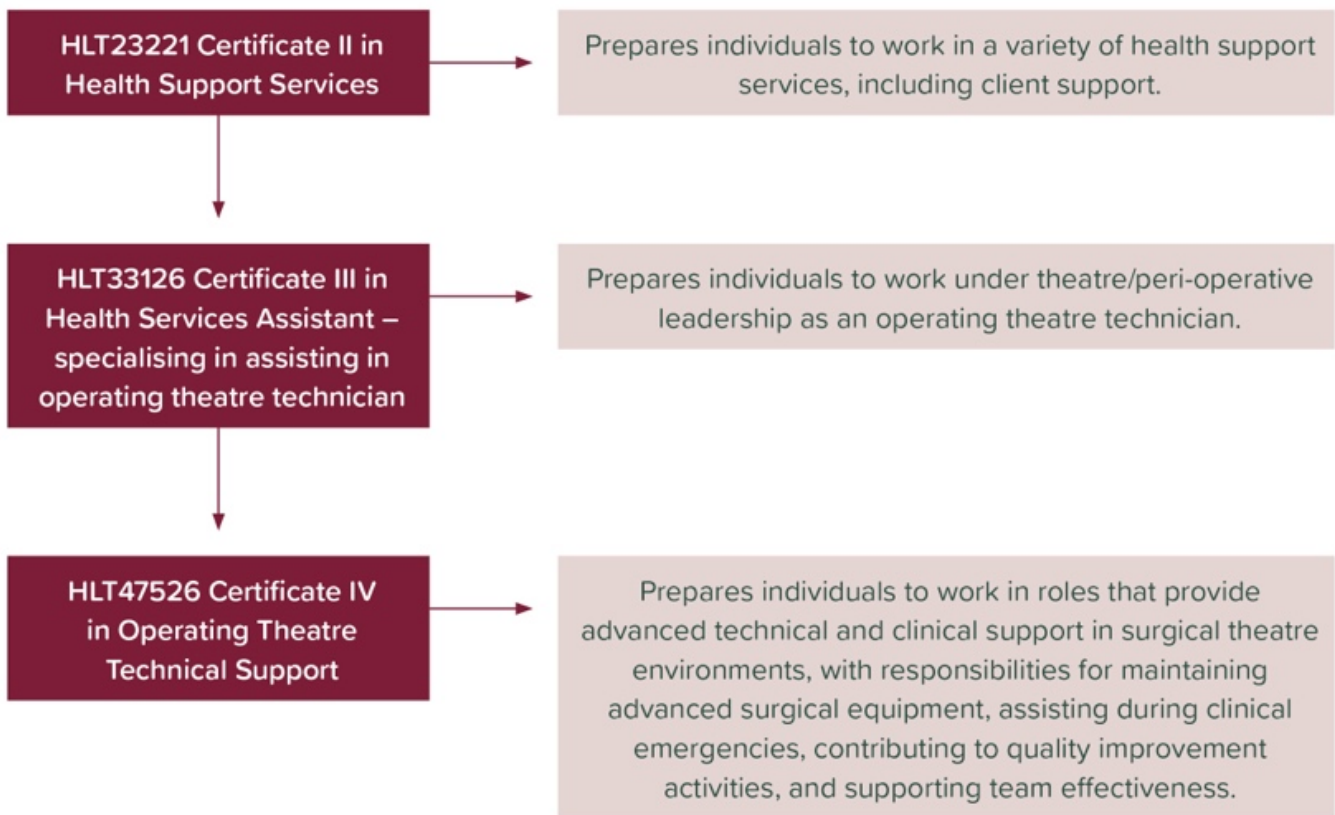 HLT23221 Certificate II in
Health Support Services
Prepares individuals to work in a variety of health support
services, including client support.
HLT33126 Certificate III in
Health Services Assistant –
specialising in assisting in
operating theatre technician
Prepares individuals to work under theatre/peri-operative
leadership as an operating theatre technician.
HLT47526 Certificate IV
in Operating Theatre
Technical Support
Prepares individuals to work in roles that provide
advanced technical and clinical support in surgical theatre
environments, with responsibilities for maintaining
advanced surgical equipment, assisting during clinical
emergencies, contributing to quality improvement
activities, and supporting team effectiveness.